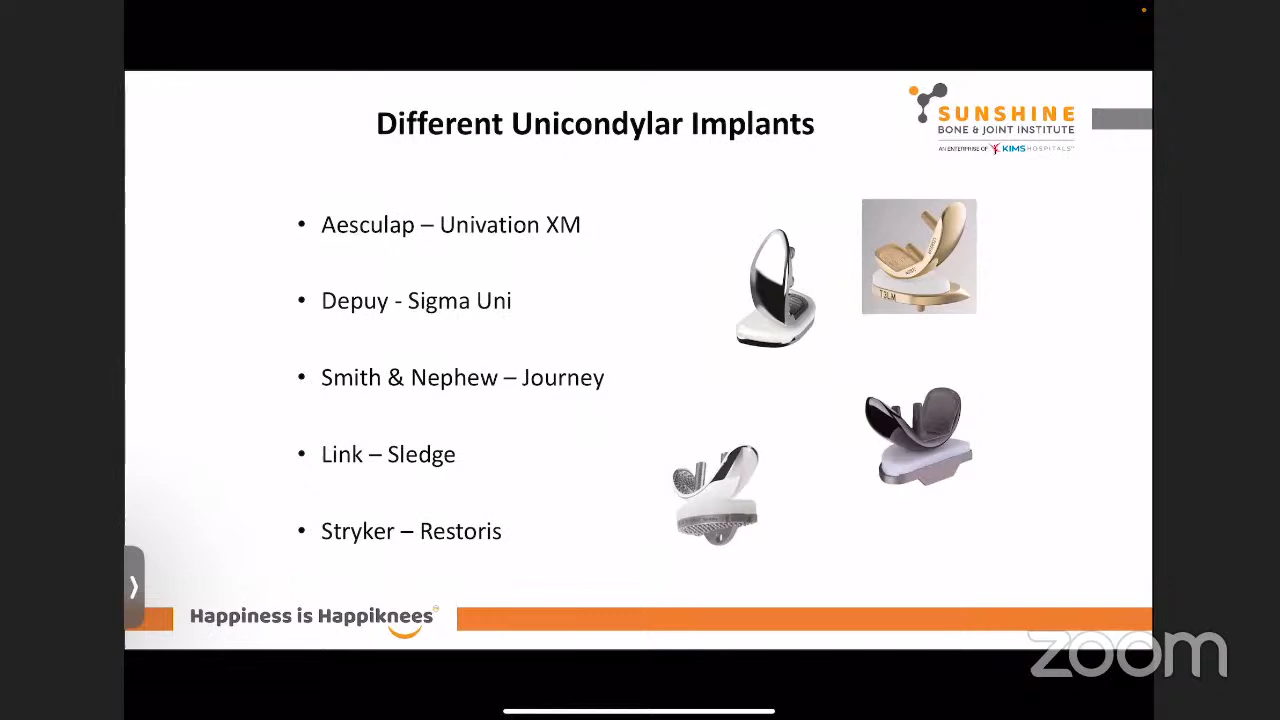 Different Unicondylar Implants
SUNSHINE
BONE & JOINT INSTITUTE
AN ENTERPRISE OF KIMS HOSPITALS
• Aesculap – Univation XM
• Depuy - Sigma Uni
• Smith & Nephew – Journey
• Link – Sledge
• Stryker – Restoris
T3LM
Happiness is Happiknees
zoom